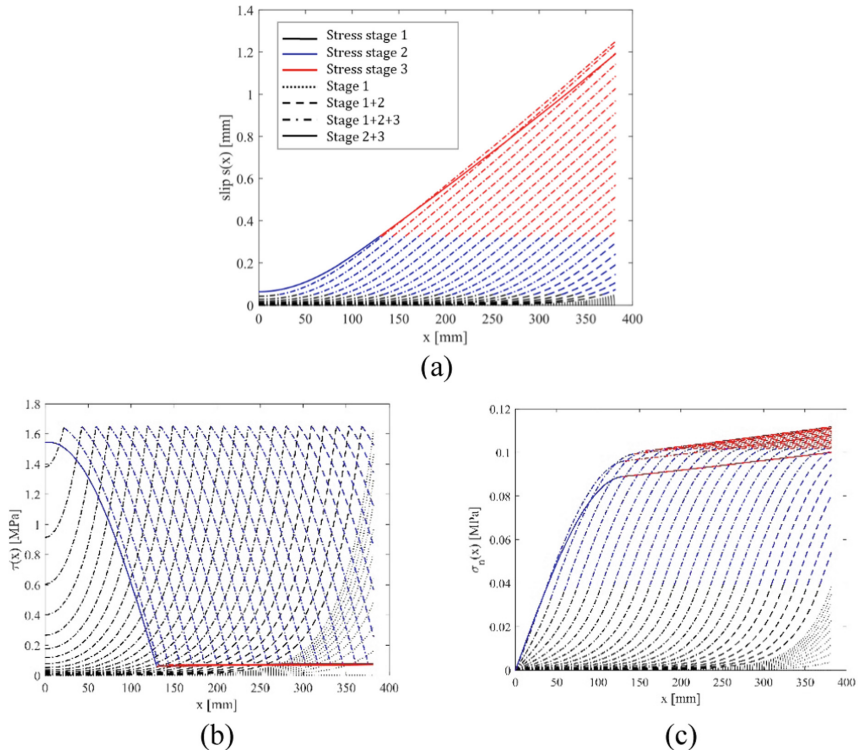 1.4
1.2
1
0.8
0.6
0.4
0.2
0
slip s(x) [mm]
Stress stage 1
Stress stage 2
Stress stage 3
Stage 1
Stage 1+2
Stage 1+2+3
Stage 2+3
0 50 100 150 200 250 300 350 400
x [mm]
(a)
1.8
1.6
1.4
1.2
1
0.8
0.6
0.4
0.2
0
τ(x) [MPa]
0 50 100 150 200 250 300 350 400
x [mm]
(b)
0.12
0.1
0.08
0.06
0.04
0.02
0
σn(x) [MPa]
0 50 100 150 200 250 300 350 400
x [mm]
(c)